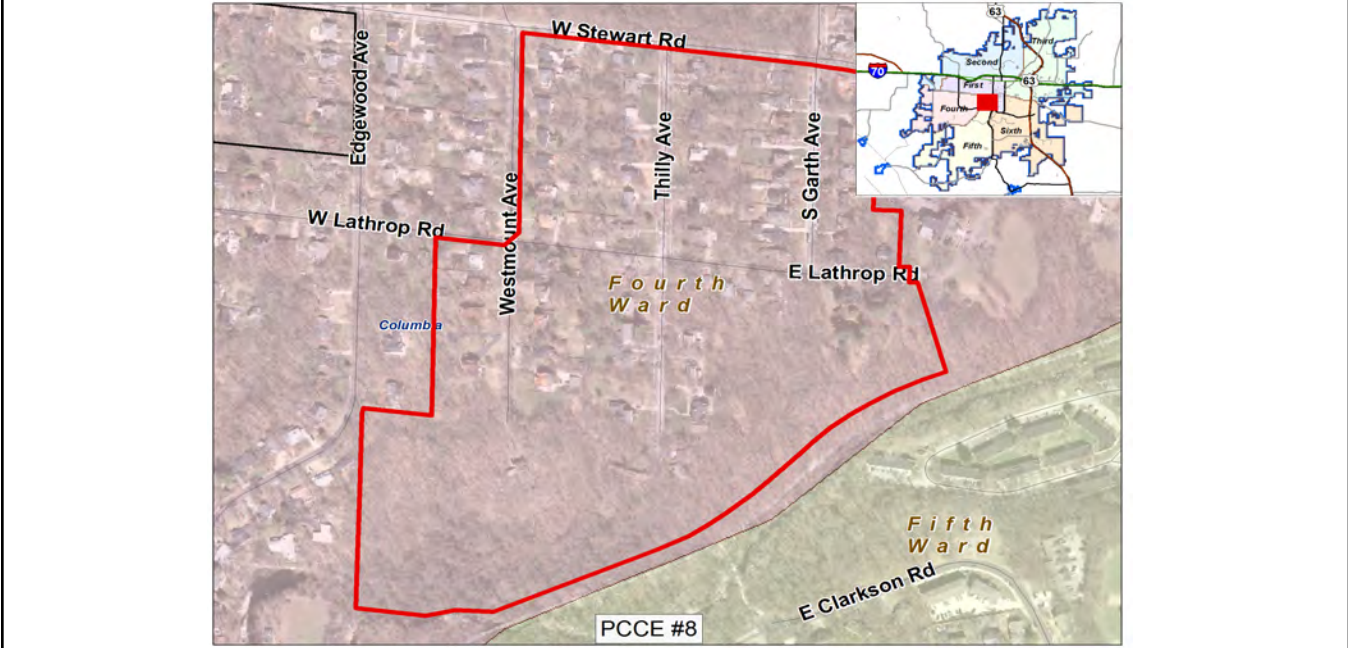 W Stewart Rd
Edgewood Ave
Westmount Ave
Thilly Ave
S Garth Ave
W Lathrop Rd
E Lathrop Rd
Fourth
Ward
Columbia
Fifth
Ward
E Clarkson Rd
PCCE #8
63
Third
Second
70
63
First
Fourth
Sixth
Fifth